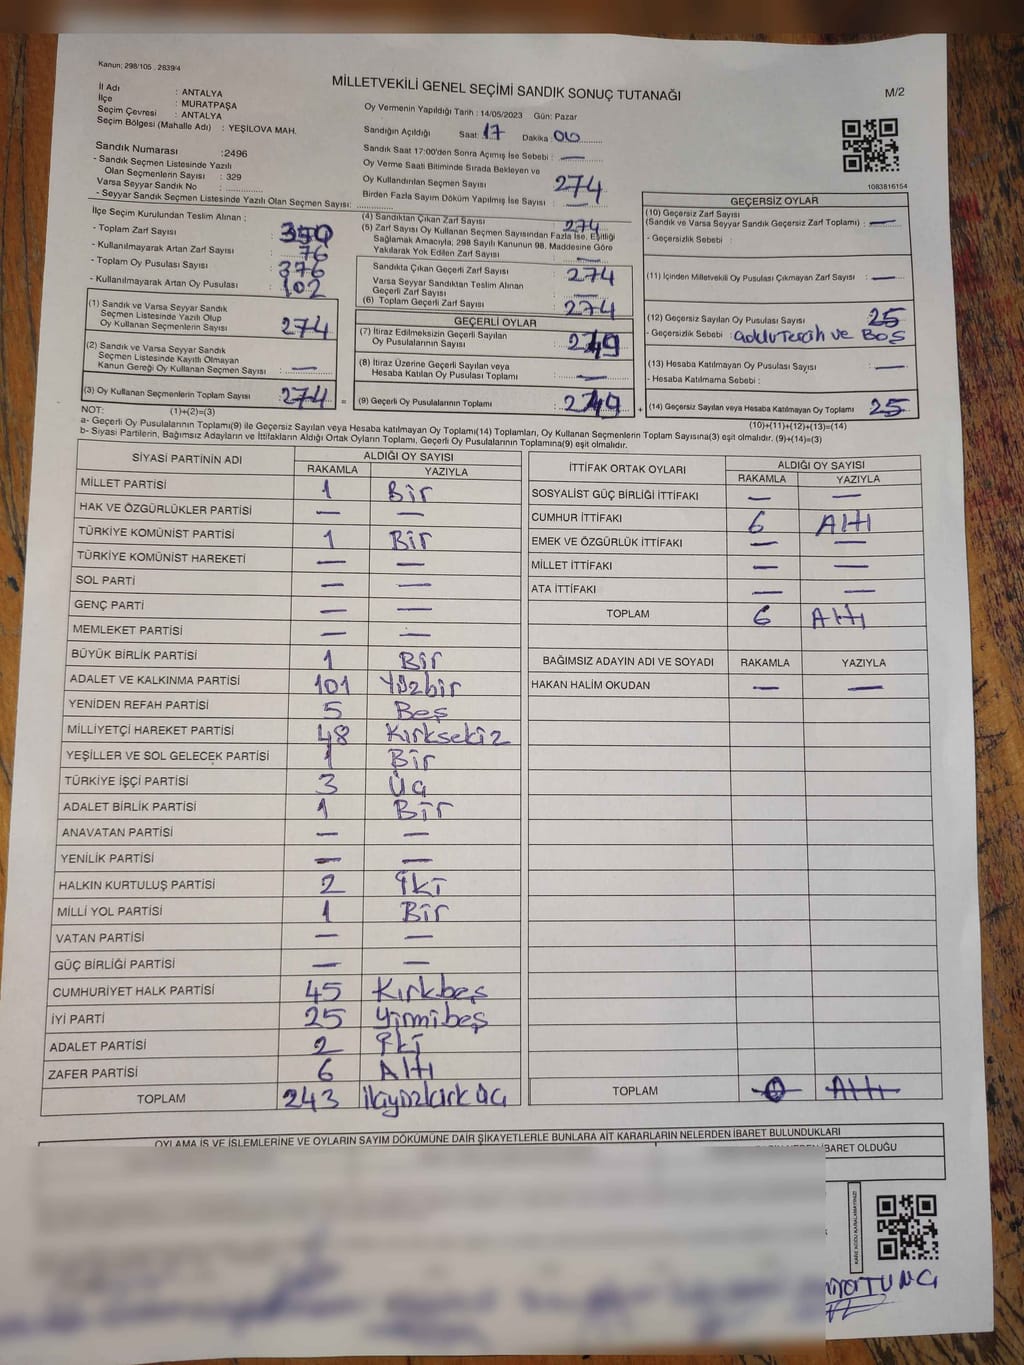 Kanun; 298/105 , 2839/4
MİLLETVEKİLİ GENEL SEÇİMİ SANDIK SONUÇ TUTANAĞI
M/2
İl Adı : ANTALYA
İlçe : MURATPAŞA
Seçim Çevresi : ANTALYA
Seçim Bölgesi (Mahalle Adı) : YEŞİLOVA MAH.
Oy Vermenin Yapıldığı Tarih : 14/05/2023 Gün: Pazar
Sandığın Açıldığı Saat: 17 Dakika: 00
Sandık Saat 17:00'den Sonra Açımış İse Sebebi : —
Oy Verme Saati Bitiminde Sırada Bekleyen ve
Oy Kullandırılan Seçmen Sayısı 274
Birden Fazla Sayım Döküm Yapılmış İse Sayısı : —
1083816154
Sandık Numarası :2496
- Sandık Seçmen Listesinde Yazılı
Olan Seçmenlerin Sayısı : 329
Varsa Seyyar Sandık No : ..............
- Seyyar Sandık Seçmen Listesinde Yazılı Olan Seçmen Sayısı: ..............
İlçe Seçim Kurulundan Teslim Alınan ;
- Toplam Zarf Sayısı : 350
- Kullanılmayarak Artan Zarf Sayısı : 76
- Toplam Oy Pusulası Sayısı : 376
- Kullanılmayarak Artan Oy Pusulası : 102
(1) Sandık ve Varsa Seyyar Sandık
Seçmen Listesinde Yazılı Olup
Oy Kullanan Seçmenlerin Sayısı : 274
(2) Sandık ve Varsa Seyyar Sandık
Seçmen Listesinde Kayıtlı Olmayan
Kanun Gereği Oy Kullanan Seçmen Sayısı : —
(3) Oy Kullanan Seçmenlerin Toplam Sayısı : 274
(4) Sandıktan Çıkan Zarf Sayısı : 274
(5) Zarf Sayısı Oy Kullanan Seçmen Sayısından Fazla İse, Eşitliği
Sağlamak Amacıyla; 298 Sayılı Kanunun 98. Maddesine Göre
Yakılarak Yok Edilen Zarf Sayısı : —
Sandıkta Çıkan Geçerli Zarf Sayısı : 274
Varsa Seyyar Sandıktan Teslim Alınan
Geçerli Zarf Sayısı : —
(6) Toplam Geçerli Zarf Sayısı : 274
GEÇERLİ OYLAR
(7) İtiraz Edilmeksizin Geçerli Sayılan
Oy Pusulalarının Sayısı : 249
(8) İtiraz Üzerine Geçerli Sayılan veya
Hesaba Katılan Oy Pusulası Toplamı : —
= (9) Geçerli Oy Pusulalarının Toplamı : 249 +
GEÇERSİZ OYLAR
(10) Geçersiz Zarf Sayısı
(Sandık ve Varsa Seyyar Sandık Geçersiz Zarf Toplamı) : —
- Geçersizlik Sebebi :
(11) İçinden Milletvekili Oy Pusulası Çıkmayan Zarf Sayısı : —
(12) Geçersiz Sayılan Oy Pusulası Sayısı : 25
- Geçersizlik Sebebi : Boş
(13) Hesaba Katılmayan Oy Pusulası Sayısı : —
- Hesaba Katılmama Sebebi :
(14) Geçersiz Sayılan veya Hesaba Katılmayan Oy Toplamı : 25
(10)+(11)+(12)+(13)=(14)
NOT: (1)+(2)=(3)
a- Geçerli Oy Pusulalarının Toplamı(9) ile Geçersiz Sayılan veya Hesaba katılmayan Oy Toplamı(14) Toplamları, Oy Kullanan Seçmenlerin Toplam Sayısına(3) eşit olmalıdır. (9)+(14)=(3)
b- Siyasi Partilerin, Bağımsız Adayların ve İttifakların Aldığı Ortak Oyların Toplamı, Geçerli Oy Pusulalarının Toplamına(9) eşit olmalıdır.
SİYASİ PARTİNİN ADI ALDIĞI OY SAYISI
RAKAMLA YAZIYLA
MİLLET PARTİSİ 1 Bir
HAK VE ÖZGÜRLÜKLER PARTİSİ — —
TÜRKİYE KOMÜNİST PARTİSİ 1 Bir
TÜRKİYE KOMÜNİST HAREKETİ — —
SOL PARTİ — —
GENÇ PARTİ — —
MEMLEKET PARTİSİ — —
BÜYÜK BİRLİK PARTİSİ 1 Bir
ADALET VE KALKINMA PARTİSİ 101 Yüzbir
YENİDEN REFAH PARTİSİ 5 Beş
MİLLİYETÇİ HAREKET PARTİSİ 48 Kırksekiz
YEŞİLLER VE SOL GELECEK PARTİSİ 1 Bir
TÜRKİYE İŞÇİ PARTİSİ 3 Üç
ADALET BİRLİK PARTİSİ 1 Bir
ANAVATAN PARTİSİ — —
YENİLİK PARTİSİ — —
HALKIN KURTULUŞ PARTİSİ 2 İki
MİLLİ YOL PARTİSİ 1 Bir
VATAN PARTİSİ — —
GÜÇ BİRLİĞİ PARTİSİ — —
CUMHURİYET HALK PARTİSİ 45 Kırkbeş
İYİ PARTİ 25 Yirmibeş
ADALET PARTİSİ 2 İki
ZAFER PARTİSİ 6 Altı
TOPLAM 243 İkiyüzkırküç
İTTİFAK ORTAK OYLARI ALDIĞI OY SAYISI
RAKAMLA YAZIYLA
SOSYALİST GÜÇ BİRLİĞİ İTTİFAKI — —
CUMHUR İTTİFAKI 6 Altı
EMEK VE ÖZGÜRLÜK İTTİFAKI — —
MİLLET İTTİFAKI — —
ATA İTTİFAKI — —
TOPLAM 6 Altı
BAĞIMSIZ ADAYIN ADI VE SOYADI RAKAMLA YAZIYLA
HAKAN HALİM OKUDAN — —
TOPLAM 0 Altı
OYLAMA İŞ VE İŞLEMLERİNE VE OYLARIN SAYIM DÖKÜMÜNE DAİR ŞİKAYETLERLE BUNLARA AİT KARARLARIN NELERDEN İBARET BULUNDUKLARI
İBARET OLDUĞU
KARE KODU KARALAMAYINIZ!